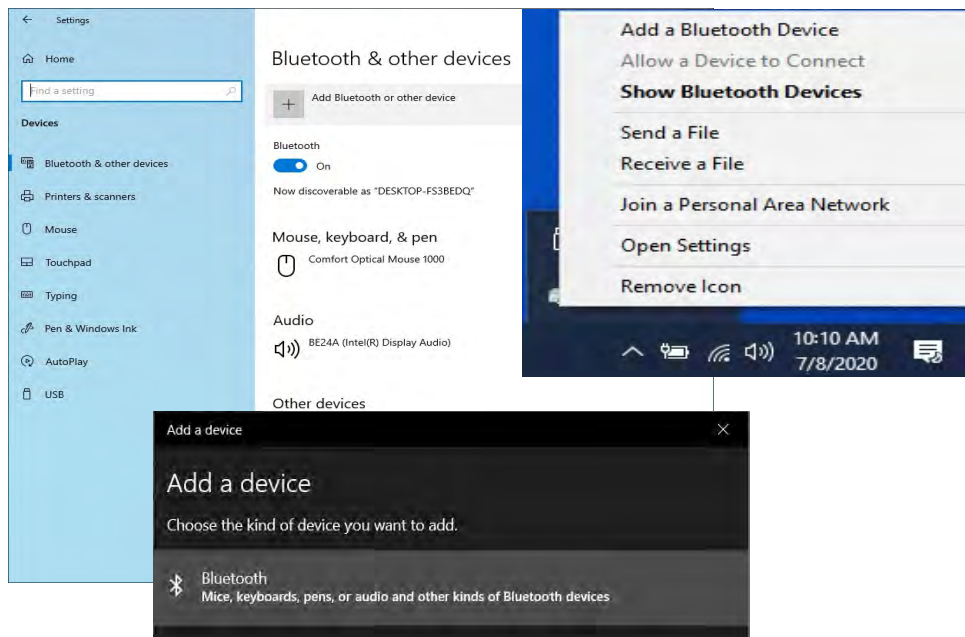 Settings
Home
Find a setting
Devices
Bluetooth & other devices
Printers & scanners
Mouse
Touchpad
Typing
Pen & Windows Ink
AutoPlay
USB
Bluetooth & other devices
Add Bluetooth or other device
Bluetooth
On
Now discoverable as "DESKTOP-FS3BEDQ"
Mouse, keyboard, & pen
Comfort Optical Mouse 1000
Audio
BE24A (Intel(R) Display Audio)
Other devices
Add a Bluetooth Device
Allow a Device to Connect
Show Bluetooth Devices
Send a File
Receive a File
Join a Personal Area Network
Open Settings
Remove Icon
10:10 AM
7/8/2020
Add a device
Add a device
Choose the kind of device you want to add.
Bluetooth
Mice, keyboards, pens, or audio and other kinds of Bluetooth devices